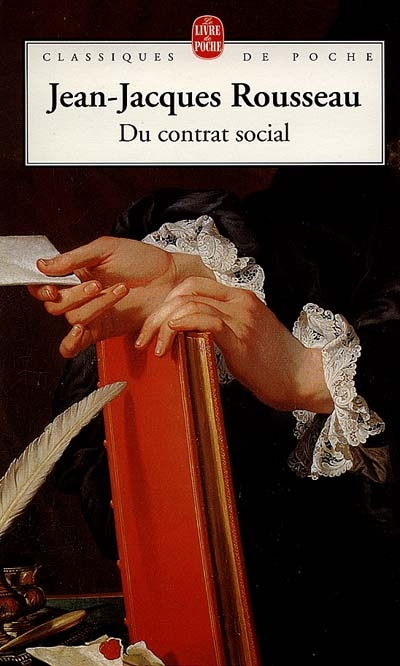 Le
LIVRE
de
POCHE
CLASSIQUES DE POCHE
Jean-Jacques Rousseau
Du contrat social